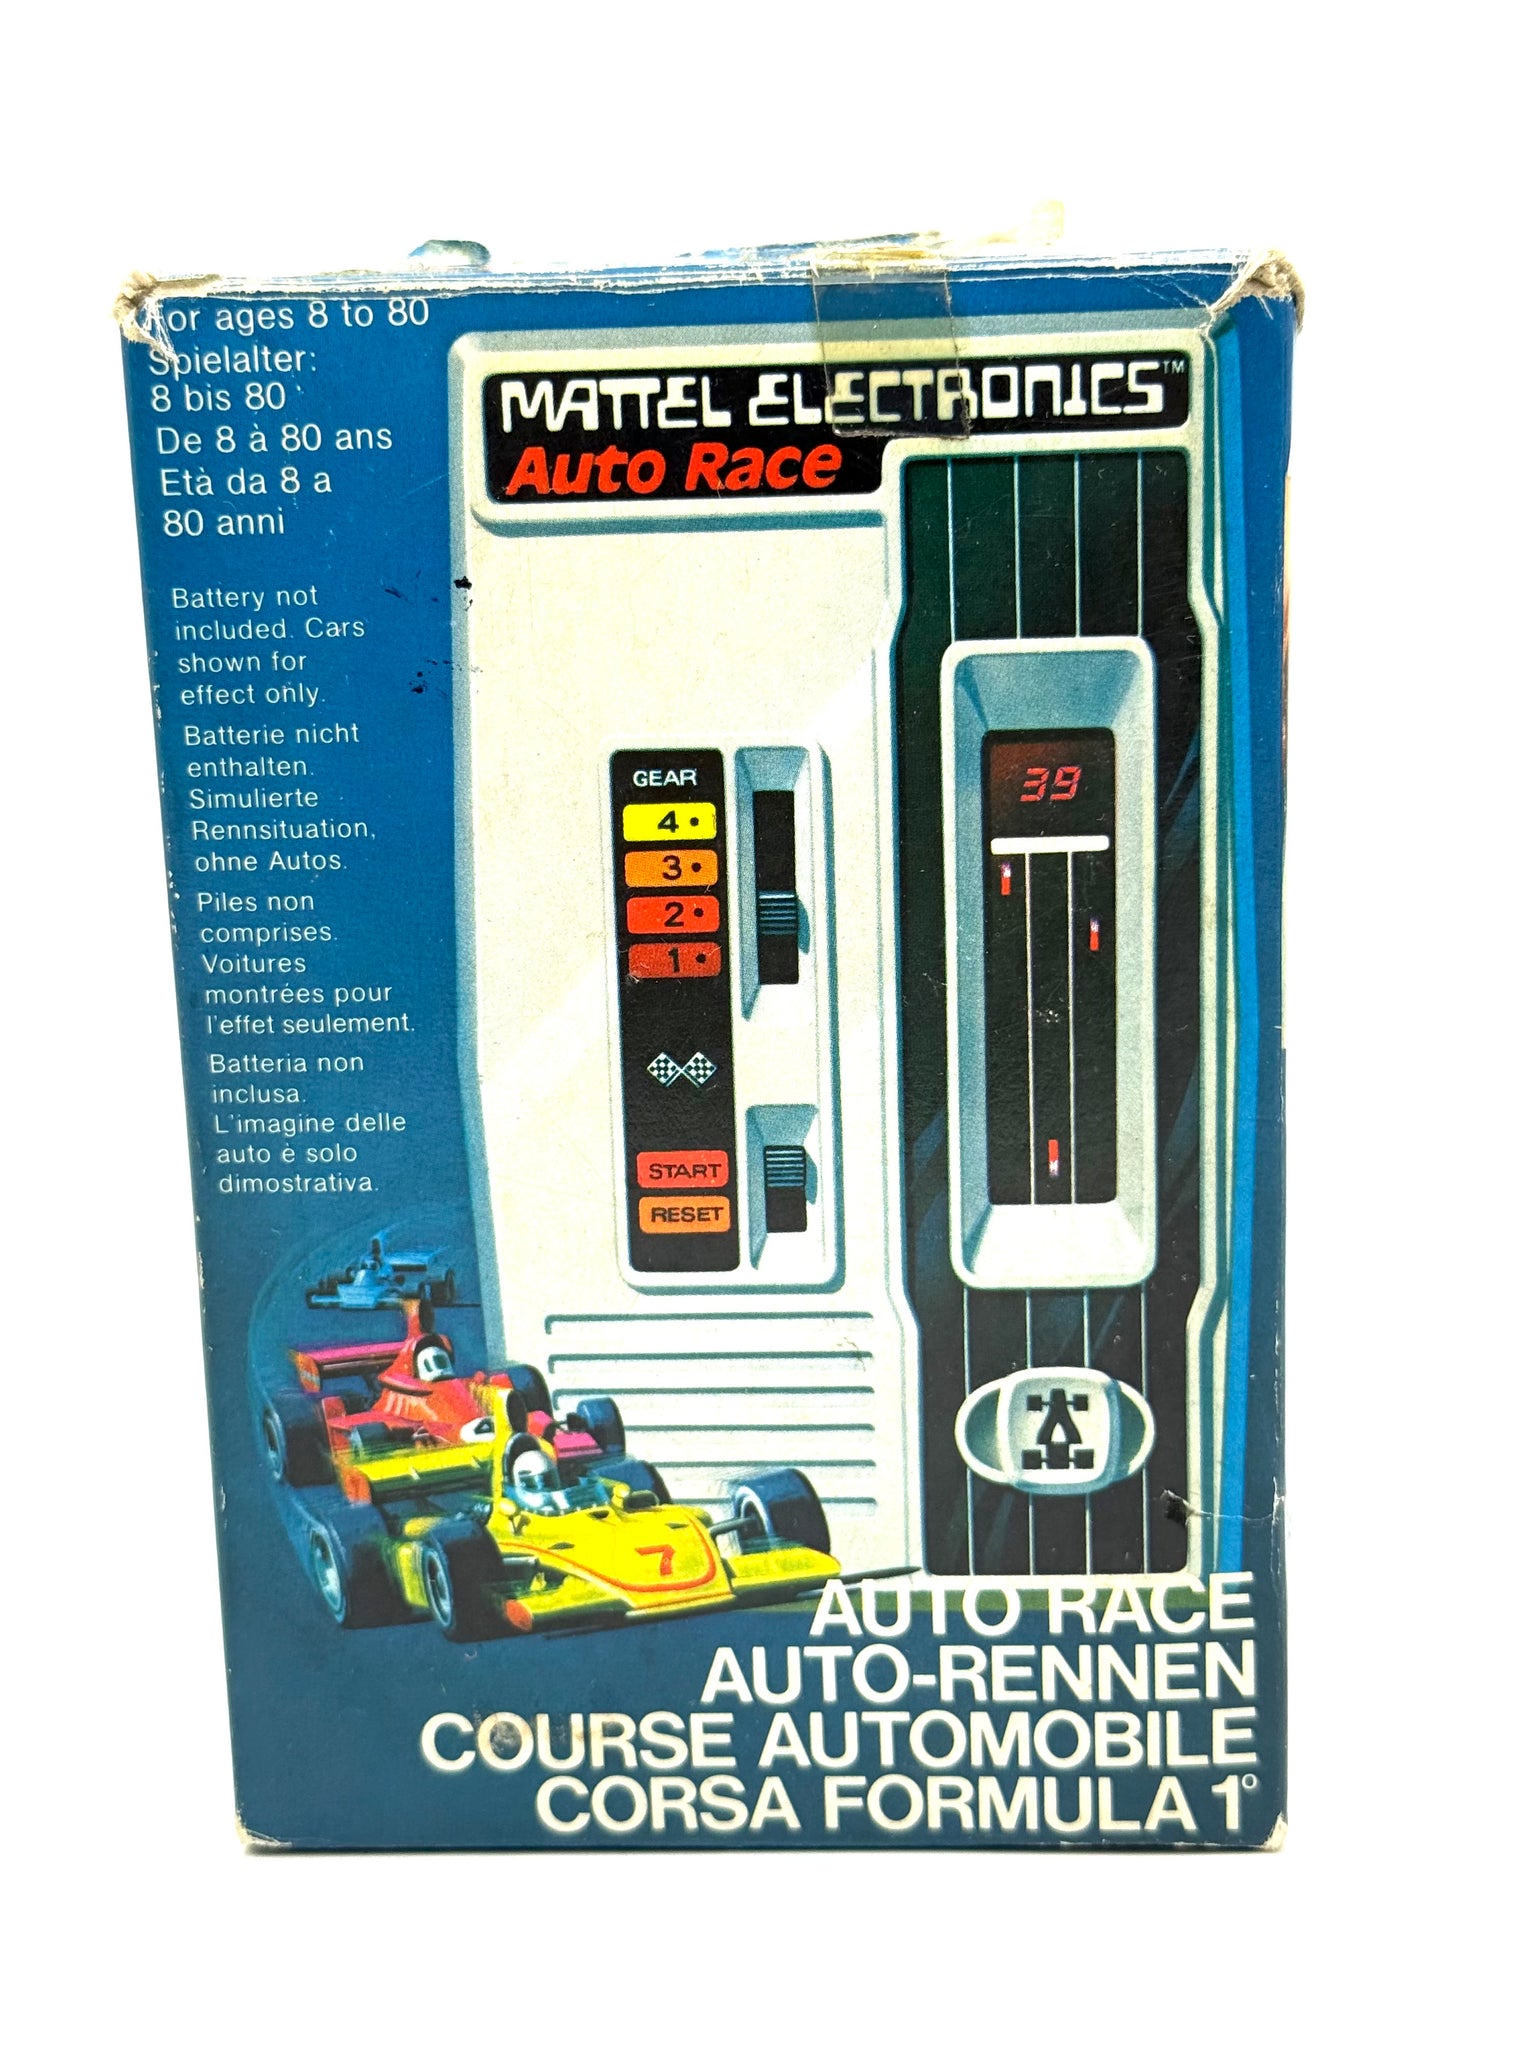 For ages 8 to 80
Spielalter:
8 bis 80
De 8 à 80 ans
Età da 8 a
80 anni
Battery not
included. Cars
shown for
effect only.
Batterie nicht
enthalten.
Simulierte
Rennsituation,
ohne Autos.
Piles non
comprises.
Voitures
montrées pour
l'effet seulement.
Batteria non
inclusa.
L'imagine delle
auto è solo
dimostrativa.
MATTEL ELECTRONICS™
Auto Race
GEAR
4
3
2
1
START
RESET
39
4
7
AUTO RACE
AUTO-RENNEN
COURSE AUTOMOBILE
CORSA FORMULA 1°